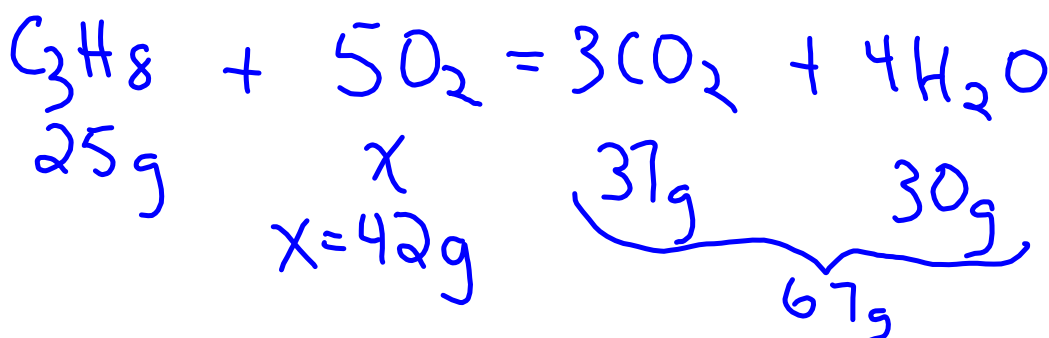 C₃H₈ + 5O₂ = 3CO₂ + 4H₂O
25g x 37g 30g
x=42g
67g